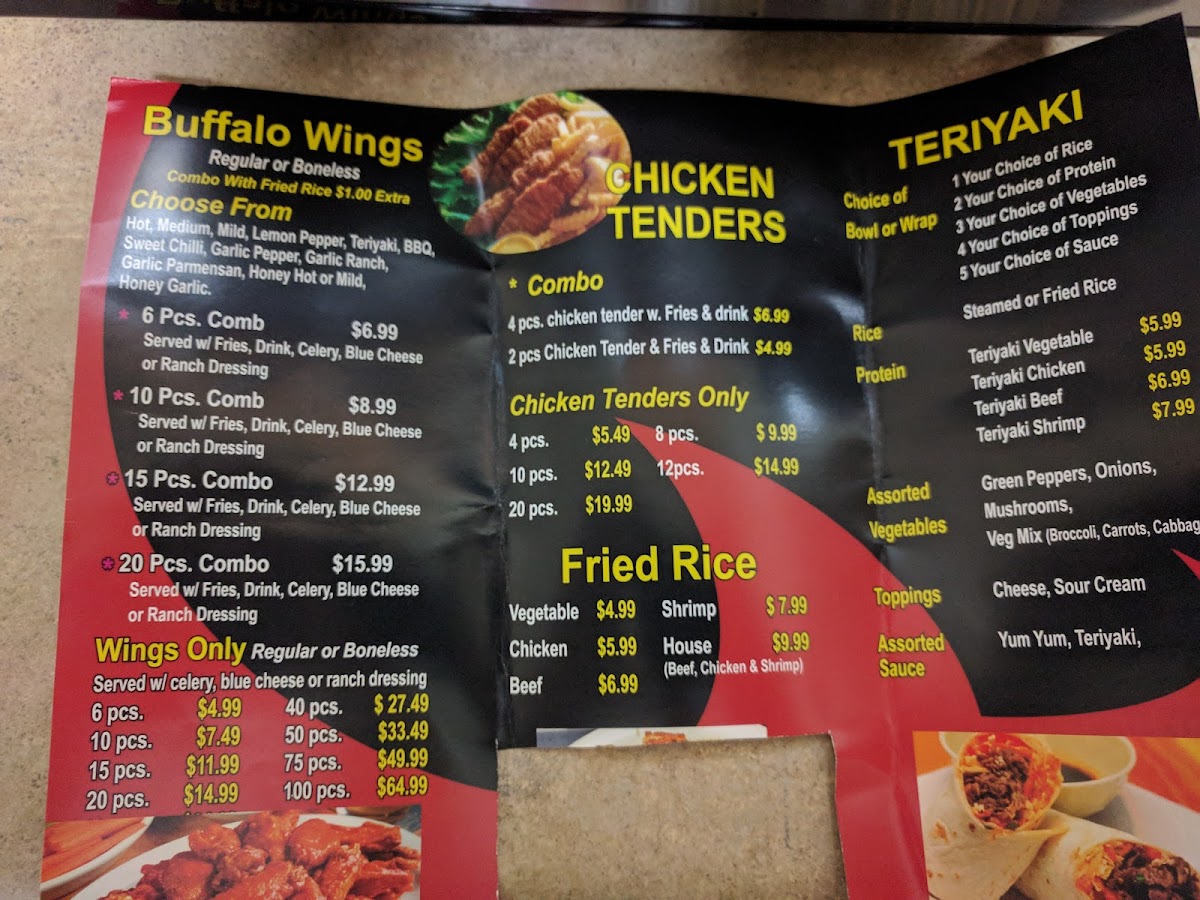 Buffalo Wings
Regular or Boneless
Combo With Fried Rice $1.00 Extra
Choose From
Hot, Medium, Mild, Lemon Pepper, Teriyaki, BBQ,
Sweet Chilli, Garlic Pepper, Garlic Ranch,
Garlic Parmensan, Honey Hot or Mild,
Honey Garlic.
* 6 Pcs. Comb $6.99
Served w/ Fries, Drink, Celery, Blue Cheese
or Ranch Dressing
* 10 Pcs. Comb $8.99
Served w/ Fries, Drink, Celery, Blue Cheese
or Ranch Dressing
* 15 Pcs. Combo $12.99
Served w/ Fries, Drink, Celery, Blue Cheese
or Ranch Dressing
* 20 Pcs. Combo $15.99
Served w/ Fries, Drink, Celery, Blue Cheese
or Ranch Dressing
Wings Only Regular or Boneless
Served w/ celery, blue cheese or ranch dressing
6 pcs. $4.99 40 pcs. $ 27.49
10 pcs. $7.49 50 pcs. $33.49
15 pcs. $11.99 75 pcs. $49.99
20 pcs. $14.99 100 pcs. $64.99
CHICKEN
TENDERS
* Combo
4 pcs. chicken tender w. Fries & drink $6.99
2 pcs Chicken Tender & Fries & Drink $4.99
Chicken Tenders Only
4 pcs. $5.49 8 pcs. $ 9.99
10 pcs. $12.49 12pcs. $14.99
20 pcs. $19.99
Fried Rice
Vegetable $4.99 Shrimp $ 7.99
Chicken $5.99 House $9.99
(Beef, Chicken & Shrimp)
Beef $6.99
TERIYAKI
Choice of
Bowl or Wrap
1 Your Choice of Rice
2 Your Choice of Protein
3 Your Choice of Vegetables
4 Your Choice of Toppings
5 Your Choice of Sauce
Rice Steamed or Fried Rice
Protein Teriyaki Vegetable $5.99
Teriyaki Chicken $5.99
Teriyaki Beef $6.99
Teriyaki Shrimp $7.99
Assorted
Vegetables
Green Peppers, Onions,
Mushrooms,
Veg Mix (Broccoli, Carrots, Cabbag
Toppings Cheese, Sour Cream
Assorted
Sauce
Yum Yum, Teriyaki,